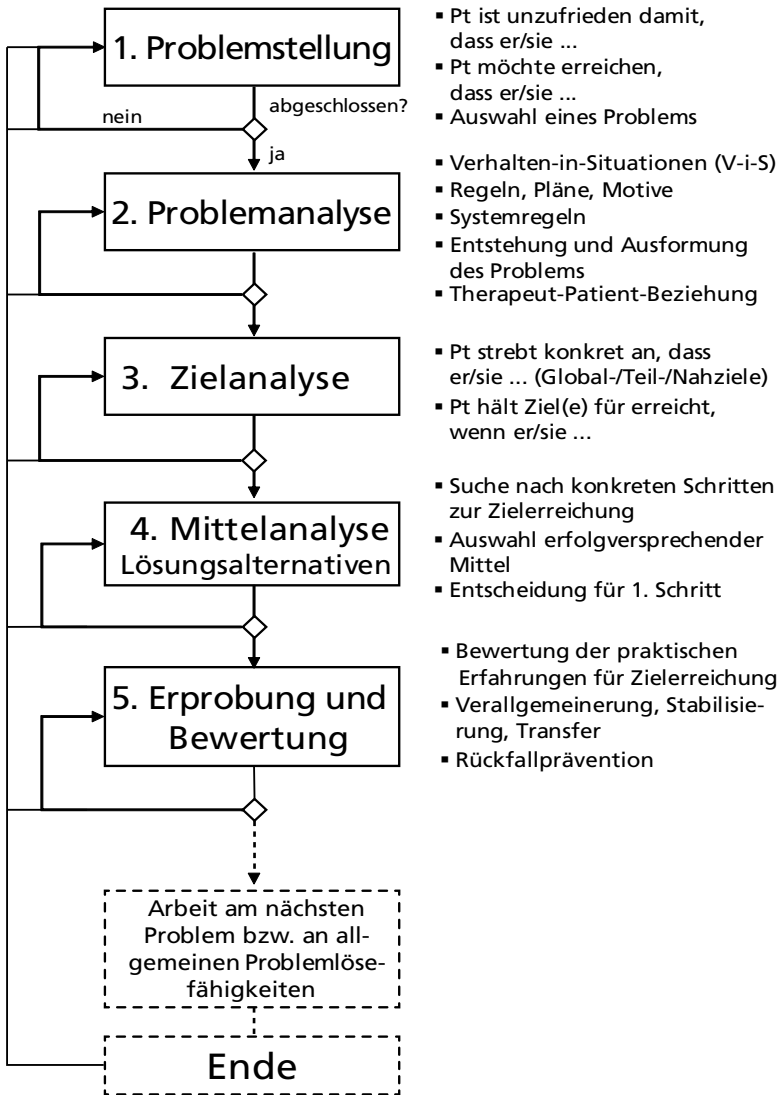 1. Problemstellung
▪ Pt ist unzufrieden damit,
dass er/sie ...
▪ Pt möchte erreichen,
dass er/sie ...
▪ Auswahl eines Problems
abgeschlossen?
nein
ja
2. Problemanalyse
▪ Verhalten-in-Situationen (V-i-S)
▪ Regeln, Pläne, Motive
▪ Systemregeln
▪ Entstehung und Ausformung
des Problems
▪ Therapeut-Patient-Beziehung
3. Zielanalyse
▪ Pt strebt konkret an, dass
er/sie ... (Global-/Teil-/Nahziele)
▪ Pt hält Ziel(e) für erreicht,
wenn er/sie ...
4. Mittelanalyse
Lösungsalternativen
▪ Suche nach konkreten Schritten
zur Zielerreichung
▪ Auswahl erfolgversprechender
Mittel
▪ Entscheidung für 1. Schritt
5. Erprobung und
Bewertung
▪ Bewertung der praktischen
Erfahrungen für Zielerreichung
▪ Verallgemeinerung, Stabilisie-
rung, Transfer
▪ Rückfallprävention
Arbeit am nächsten
Problem bzw. an all-
gemeinen Problemlöse-
fähigkeiten
Ende